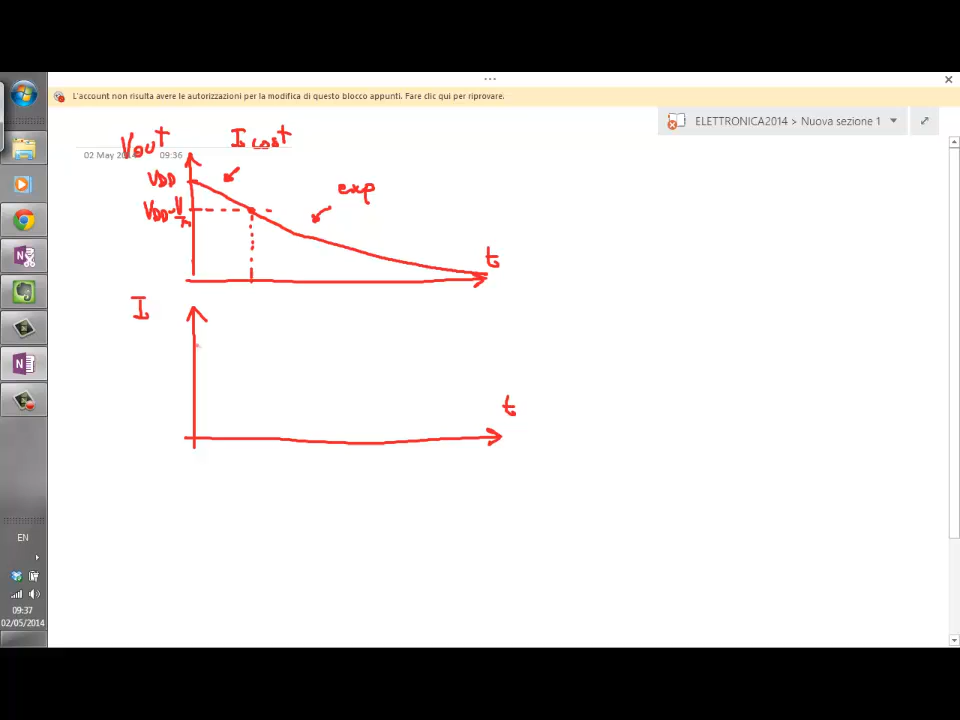 L'account non risulta avere le autorizzazioni per la modifica di questo blocco appunti. Fare clic qui per riprovare.
ELETTRONICA2014 > Nuova sezione 1
Vout
I cost
02 May 09:36
VDD
exp
t
I
t
EN
09:37
02/05/2014